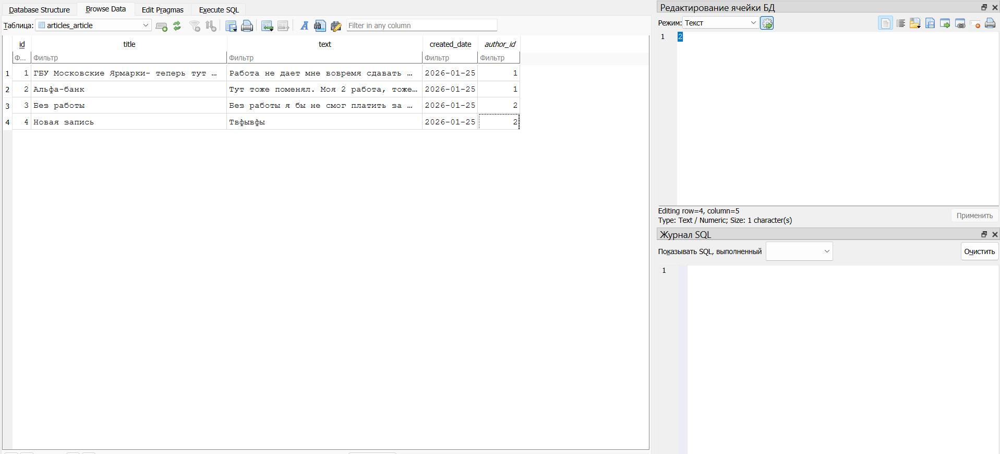 Database Structure Browse Data Edit Pragmas Execute SQL
Таблица: articles_article Filter in any column
id title text created_date author_id
Ф... Фильтр Фильтр Фильтр Фильтр
1 1 ГБУ Московские Ярмарки- теперь тут … Работа не дает мне вовремя сдавать … 2026-01-25 1
2 2 Альфа-банк Тут тоже поменял. Моя 2 работа, тоже… 2026-01-25 1
3 3 Без работы Без работы я бы не смог платить за … 2026-01-25 2
4 4 Новая запись Твфывфы 2026-01-25 2
Редактирование ячейки БД
Режим: Текст
1 2
Editing row=4, column=5
Type: Text / Numeric; Size: 1 character(s)
Применить
Журнал SQL
Показывать SQL, выполненный Очистить
1